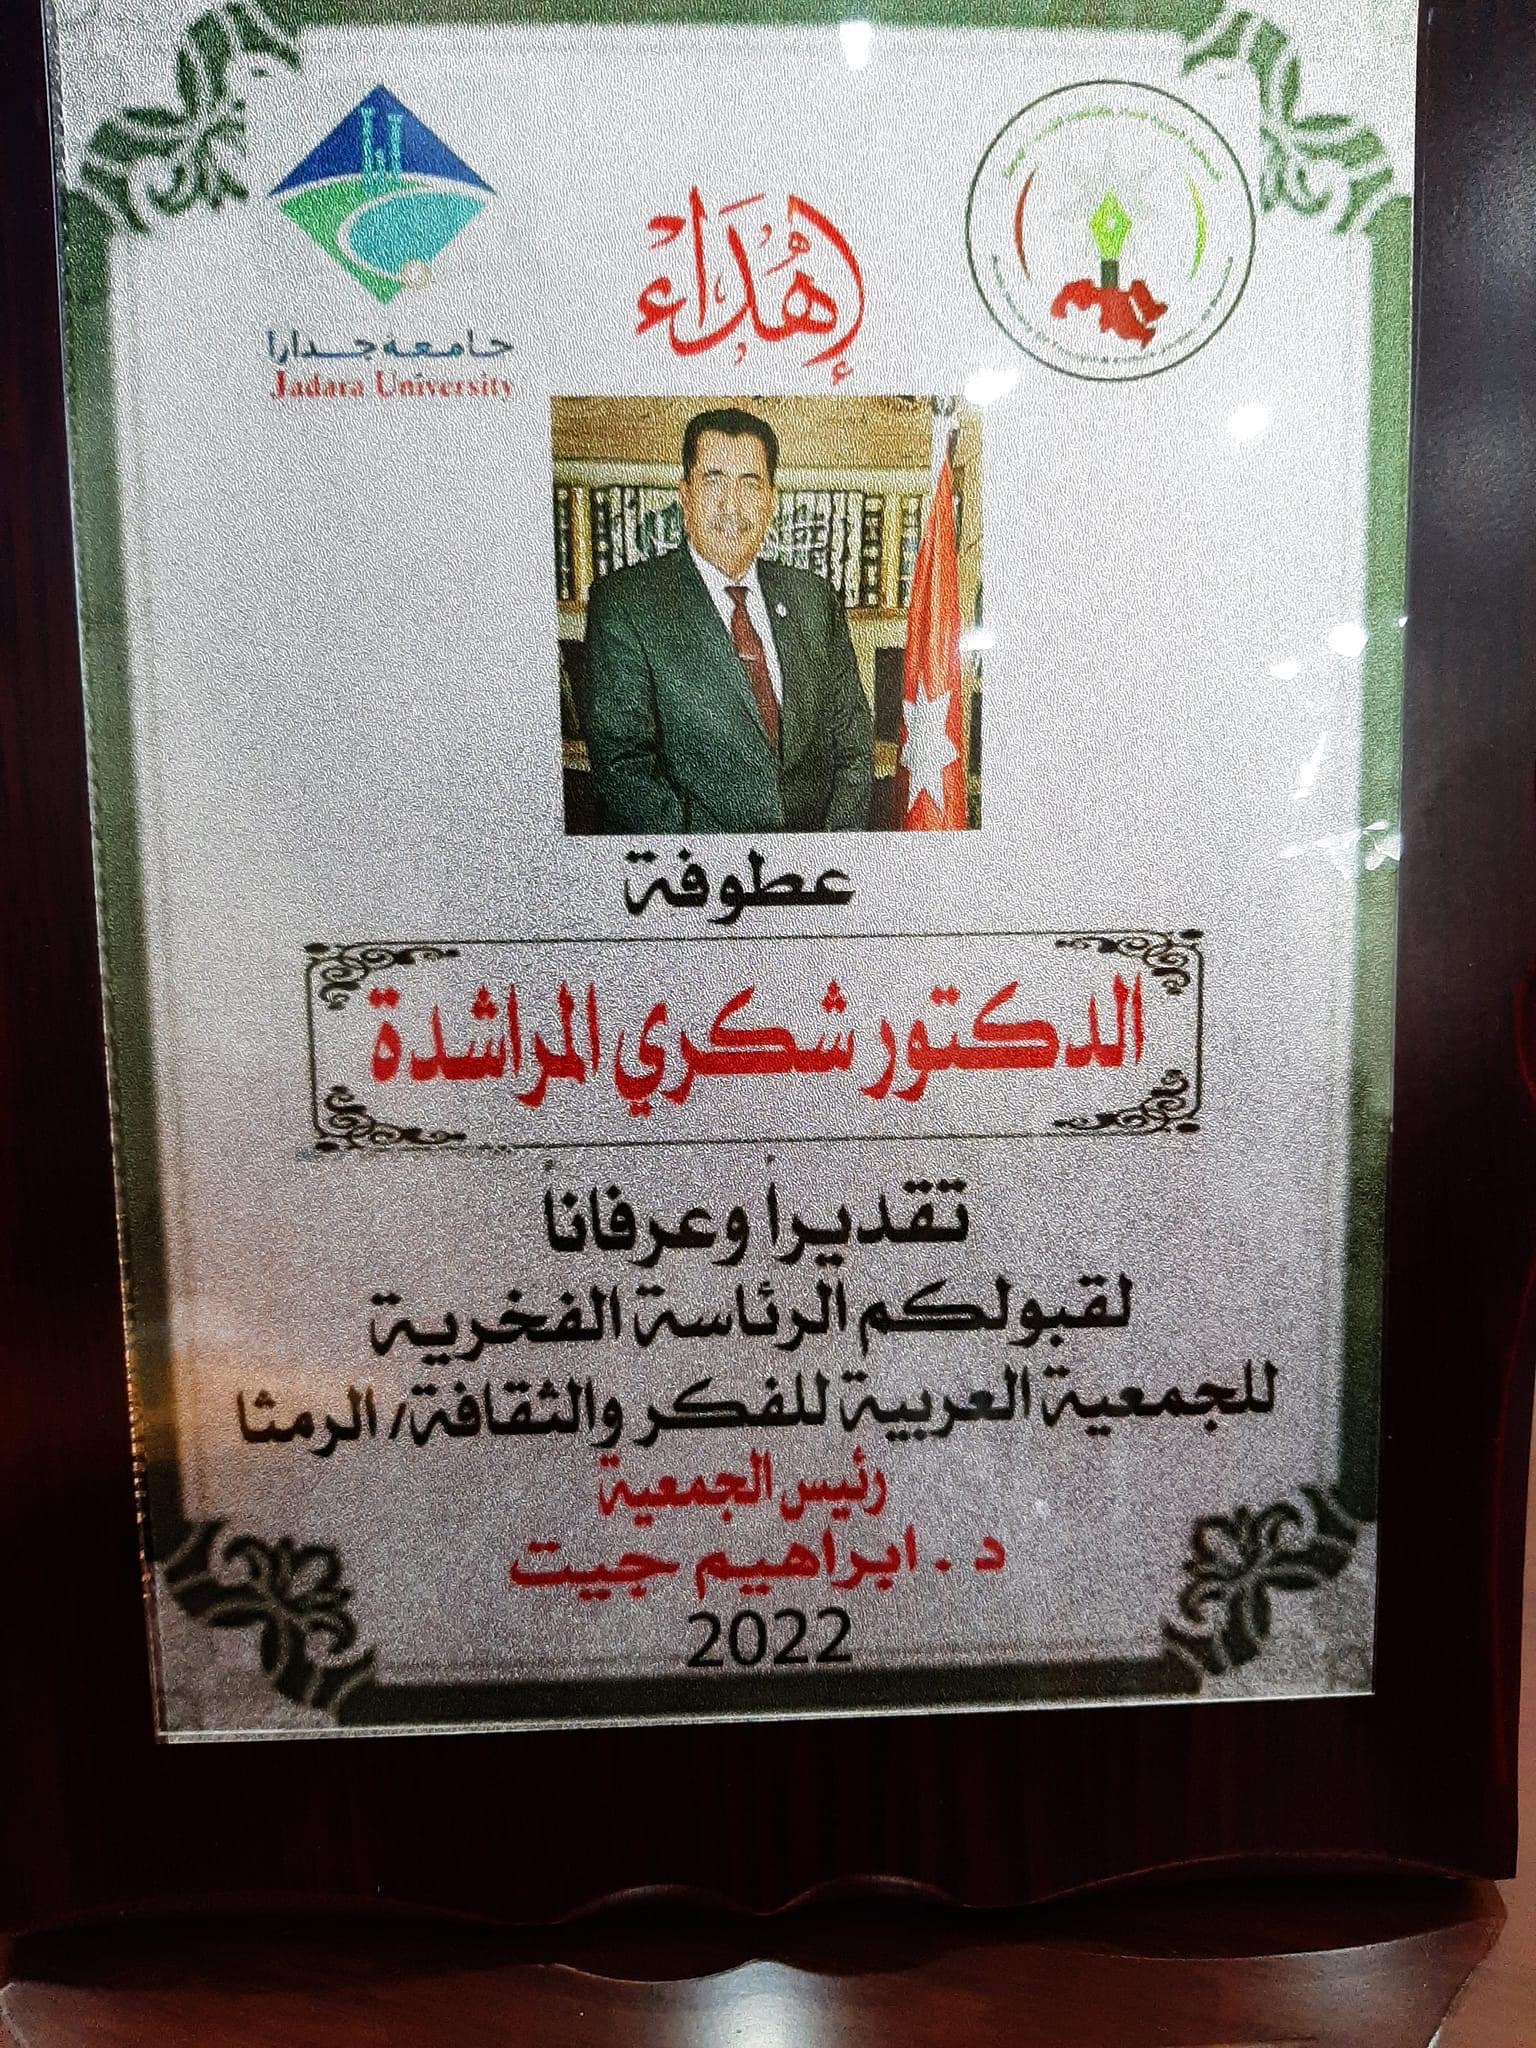 إهداء
جامعة جدارا
Jadara University
عطوفة
الدكتور شكري المراشدة
تقديراً وعرفاناً
لقبولكم الرئاسة الفخرية
للجمعية العربية للفكر والثقافة/ الرمثا
رئيس الجمعية
د. ابراهيم جيت
2022